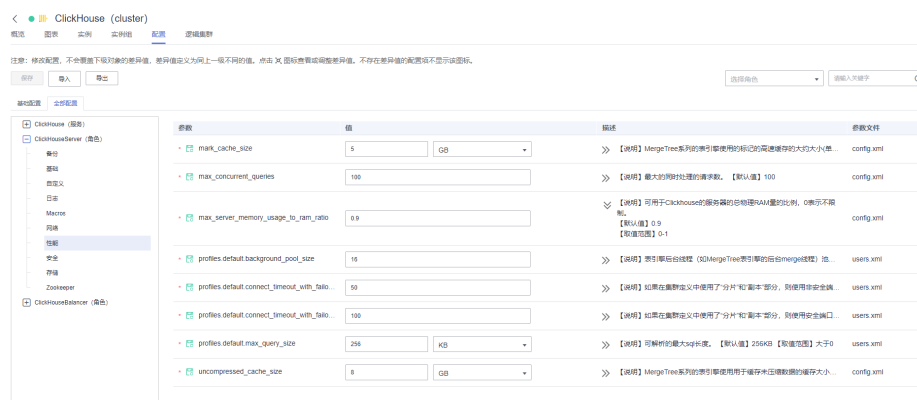 ClickHouse（cluster）
概览 图表 实例 实例组 配置 逻辑集群
注意：修改配置，不会覆盖下级对象的差异值，差异值定义为同上一级不同的值。点击 图标查看或调整差异值。不存在差异值的配置项不显示该图标。
保存 导入 导出 选择角色 请输入关键字
基础配置 全部配置
ClickHouse（服务）
ClickHouseServer（角色）
备份
基础
自定义
日志
Macros
网络
性能
安全
存储
Zookeeper
ClickHouseBalancer（角色）
参数 值 描述 参数文件
* mark_cache_size 5 GB 【说明】MergeTree系列的表引擎使用的标记的高速缓存的大约大小(单... config.xml
* max_concurrent_queries 100 【说明】最大的同时处理的请求数。 【默认值】100 config.xml
* max_server_memory_usage_to_ram_ratio 0.9 【说明】可用于Clickhouse的服务器的总物理RAM量的比例，0表示不限制。
【默认值】0.9
【取值范围】0-1 config.xml
* profiles.default.background_pool_size 16 【说明】表引擎后台线程（如MergeTree表引擎的后台merge线程）池... users.xml
* profiles.default.connect_timeout_with_failo... 50 【说明】如果在集群定义中使用了“分片”和“副本”部分，则使用非安全端... users.xml
* profiles.default.connect_timeout_with_failo... 100 【说明】如果在集群定义中使用了“分片”和“副本”部分，则使用安全端口... users.xml
* profiles.default.max_query_size 256 KB 【说明】可解析的最大sql长度。 【默认值】256KB 【取值范围】大于0 users.xml
* uncompressed_cache_size 8 GB 【说明】MergeTree系列的表引擎使用用于缓存未压缩数据的缓存大小... config.xml